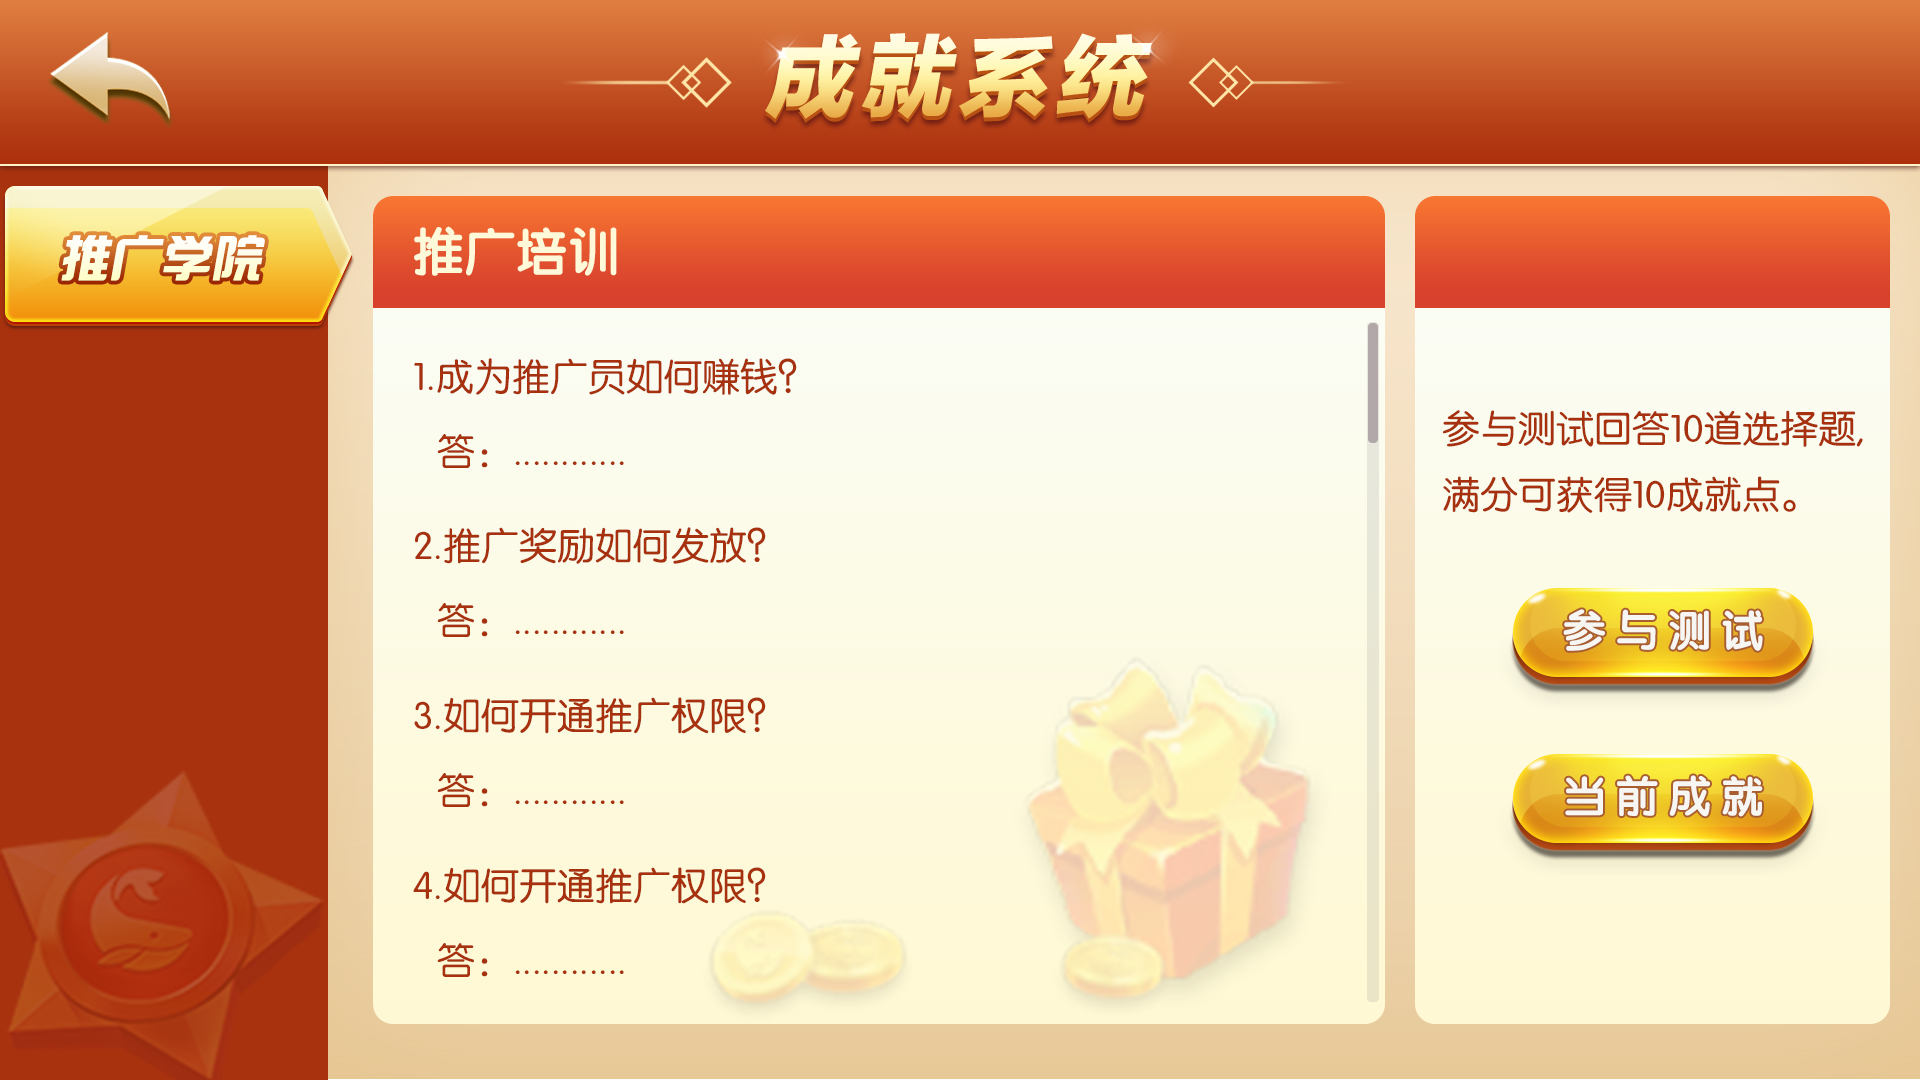 成就系统
推广学院
推广培训
1.成为推广员如何赚钱?
答：............
2.推广奖励如何发放?
答：............
3.如何开通推广权限?
答：............
4.如何开通推广权限?
答：............
参与测试回答10道选择题,
满分可获得10成就点。
参与测试
当前成就